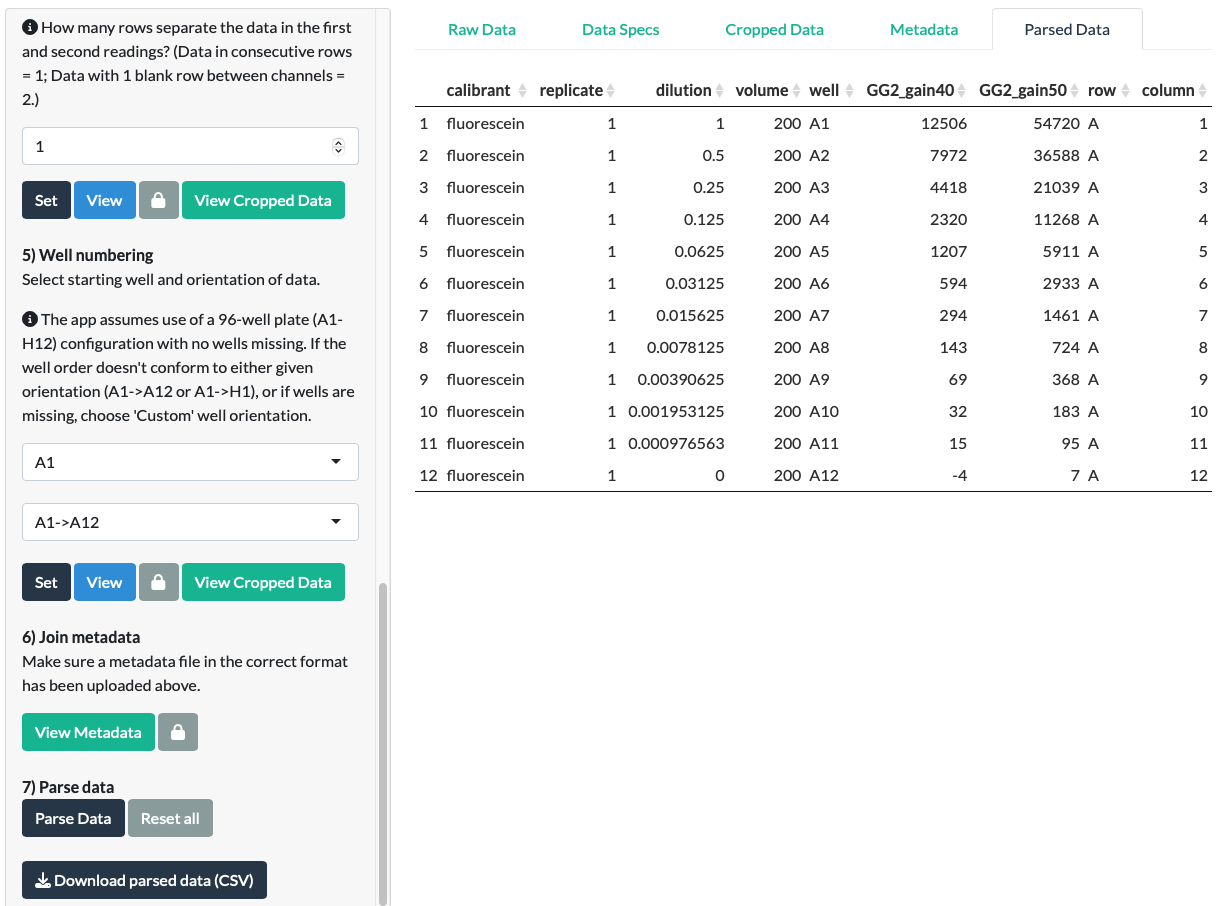 How many rows separate the data in the first
and second readings? (Data in consecutive rows
= 1; Data with 1 blank row between channels =
2.)
1
Set View View Cropped Data
5) Well numbering
Select starting well and orientation of data.
The app assumes use of a 96-well plate (A1-
H12) configuration with no wells missing. If the
well order doesn't conform to either given
orientation (A1->A12 or A1->H1), or if wells are
missing, choose 'Custom' well orientation.
A1
A1->A12
Set View View Cropped Data
6) Join metadata
Make sure a metadata file in the correct format
has been uploaded above.
View Metadata
7) Parse data
Parse Data Reset all
Download parsed data (CSV)
Raw Data Data Specs Cropped Data Metadata Parsed Data
calibrant replicate dilution volume well GG2_gain40 GG2_gain50 row column
1 fluorescein 1 1 200 A1 12506 54720 A 1
2 fluorescein 1 0.5 200 A2 7972 36588 A 2
3 fluorescein 1 0.25 200 A3 4418 21039 A 3
4 fluorescein 1 0.125 200 A4 2320 11268 A 4
5 fluorescein 1 0.0625 200 A5 1207 5911 A 5
6 fluorescein 1 0.03125 200 A6 594 2933 A 6
7 fluorescein 1 0.015625 200 A7 294 1461 A 7
8 fluorescein 1 0.0078125 200 A8 143 724 A 8
9 fluorescein 1 0.00390625 200 A9 69 368 A 9
10 fluorescein 1 0.001953125 200 A10 32 183 A 10
11 fluorescein 1 0.000976563 200 A11 15 95 A 11
12 fluorescein 1 0 200 A12 -4 7 A 12